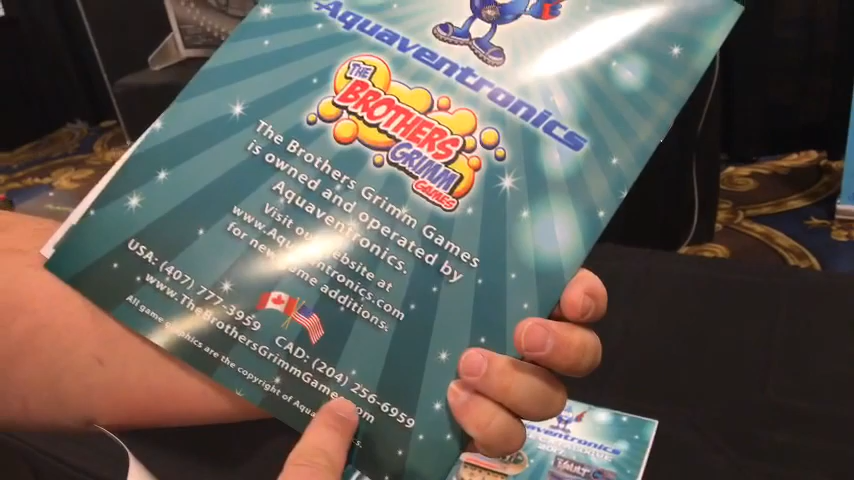 Aquaventronics
THE
BROTHERS
GRIMM
GAMES
The Brothers Grimm Games
is owned and operated by
Aquaventronics.
Visit our website at
www.Aquaventronics.com
for new game additions.
USA: (407) 777-3959
CAD: (204) 256-6959
www.TheBrothersGrimmGames.com
All game graphics are the copyright of